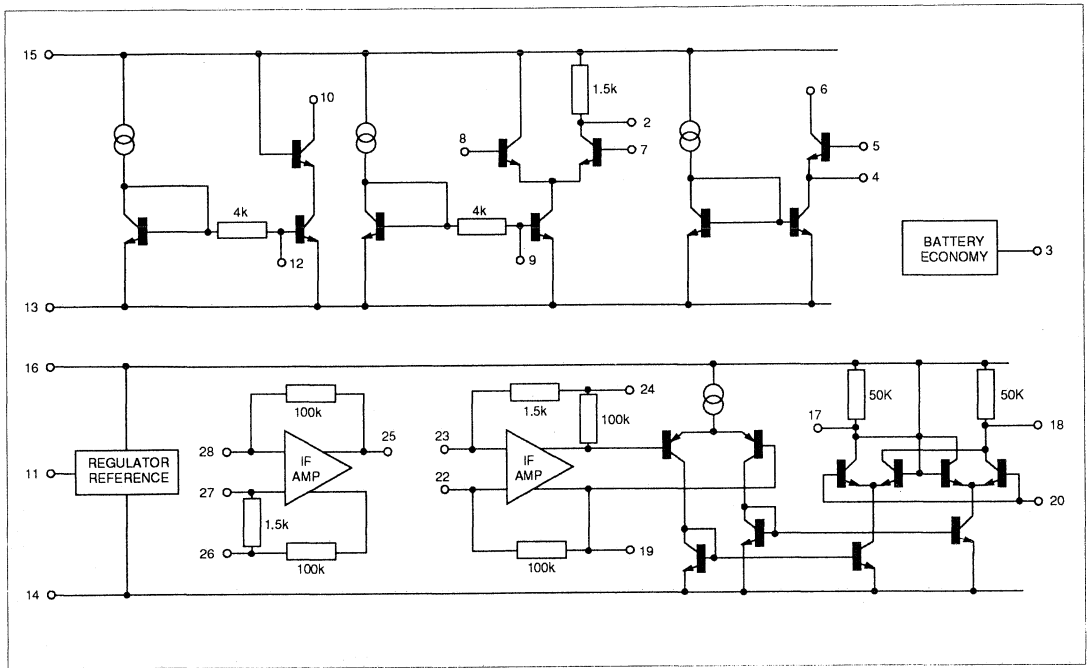 15
10
1.5k
2
6
8
7
5
4
4k
4k
12
9
BATTERY
ECONOMY
3
13
16
100k
1.5k
24
100k
50K
50K
17
18
28
25
23
IF
AMP
IF
AMP
REGULATOR
REFERENCE
11
27
22
20
1.5k
26
100k
100k
19
14